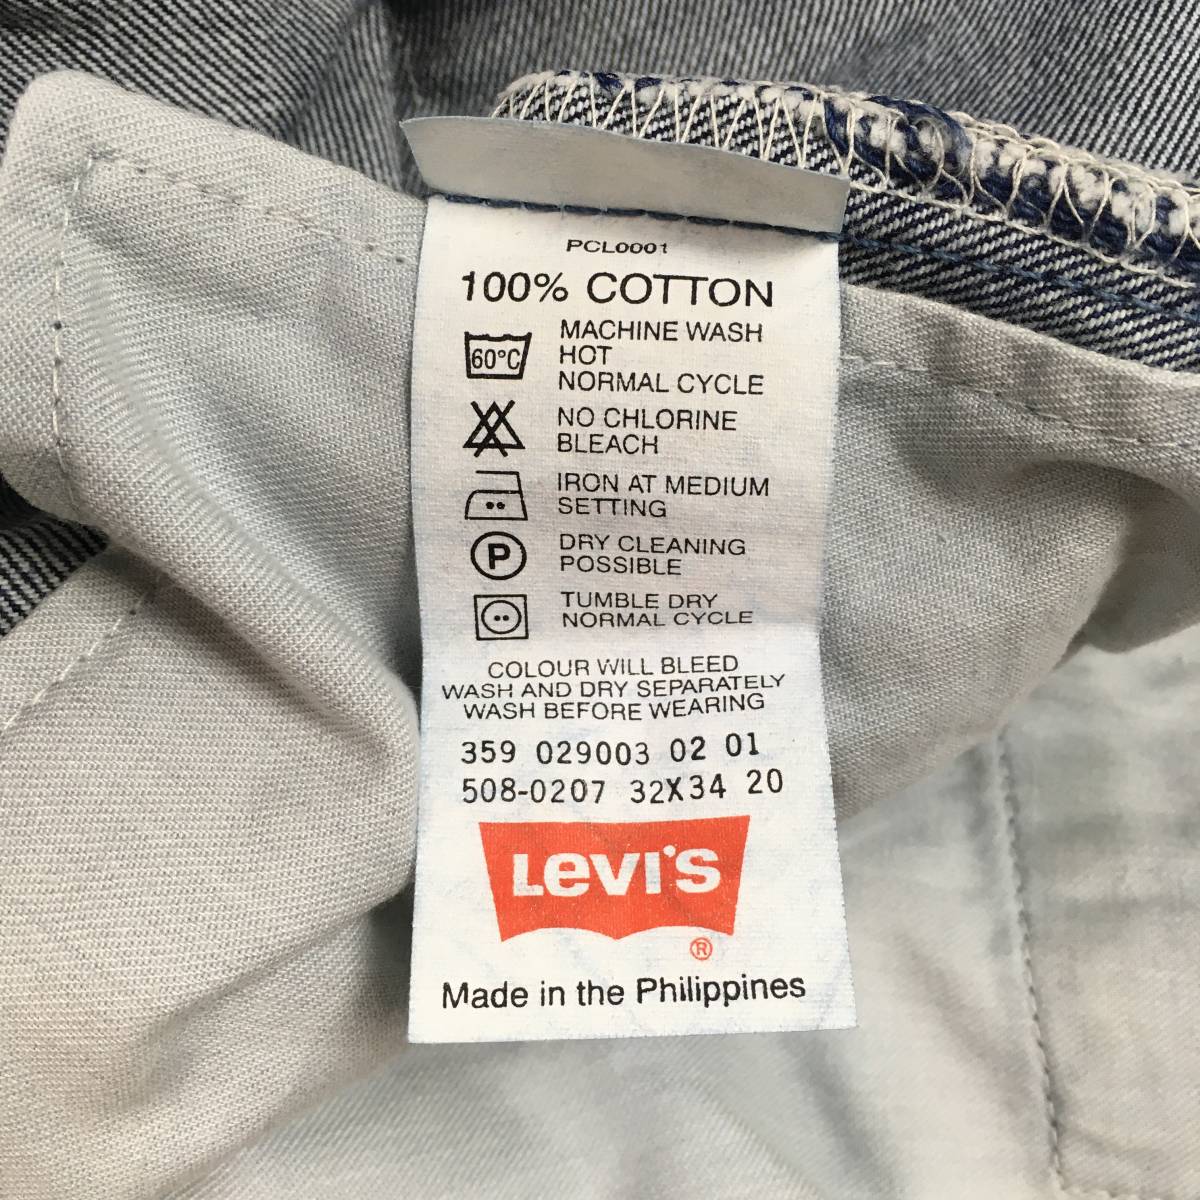 PCL0001
100% COTTON
60°C
MACHINE WASH
HOT
NORMAL CYCLE
NO CHLORINE
BLEACH
IRON AT MEDIUM
SETTING
P
DRY CLEANING
POSSIBLE
TUMBLE DRY
NORMAL CYCLE
COLOUR WILL BLEED
WASH AND DRY SEPARATELY
WASH BEFORE WEARING
359 029003 02 01
508-0207 32X34 20
LEVI'S
®
Made in the Philippines